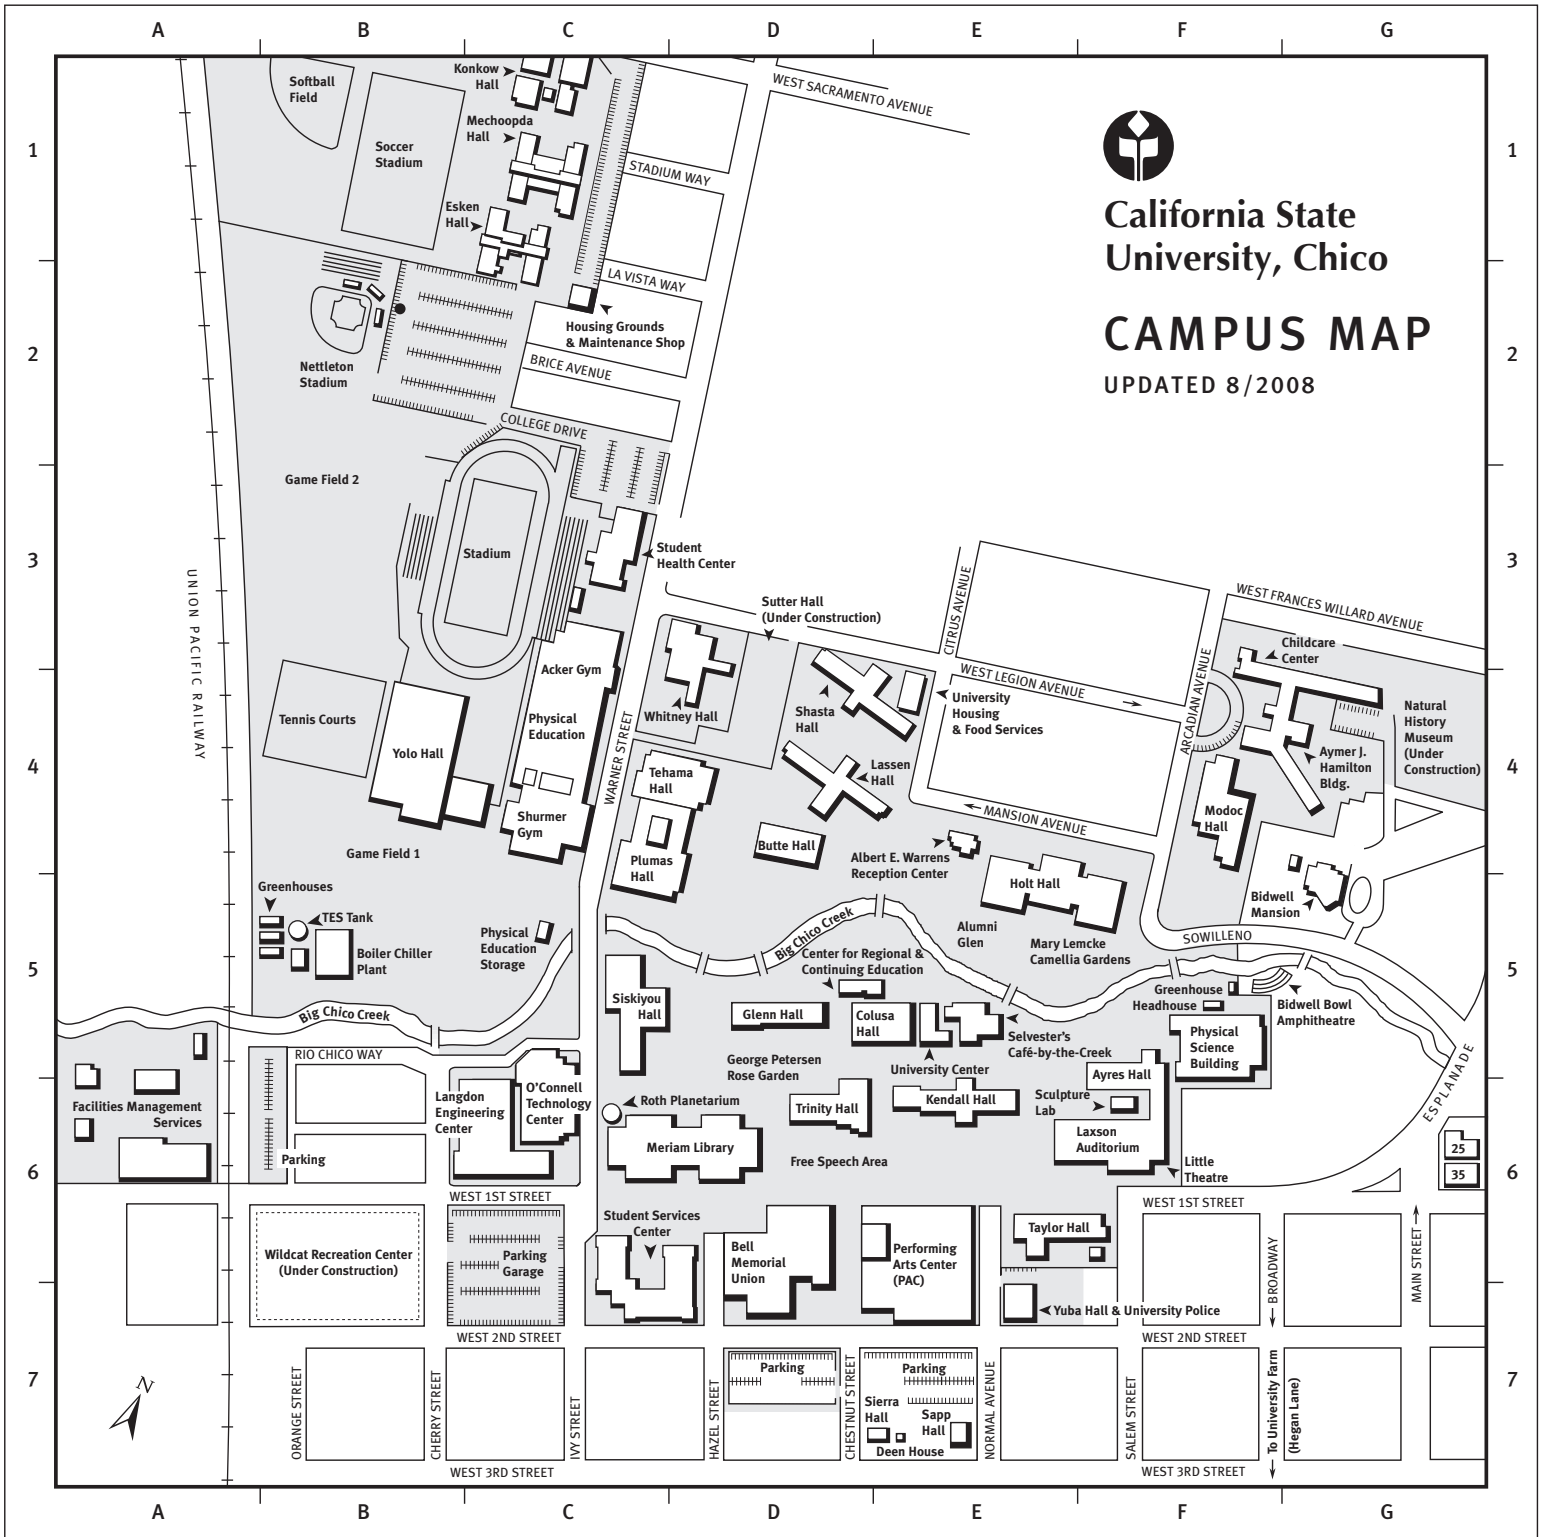 A B C D E F G
Konkow
Hall
Softball
Field
WEST SACRAMENTO AVENUE
Mechoopda
Hall
1
Soccer
Stadium
STADIUM WAY
1
California State
University, Chico
CAMPUS MAP
UPDATED 8/2008
Esken
Hall
LA VISTA WAY
Housing Grounds
& Maintenance Shop
2
2
Nettleton
Stadium
BRICE AVENUE
COLLEGE DRIVE
Game Field 2
Stadium
Student
Health Center
3
3
UNION PACIFIC RAILWAY
Sutter Hall
(Under Construction)
CITRUS AVENUE
WEST FRANCES WILLARD AVENUE
Childcare
Center
Acker Gym
WEST LEGION AVENUE
ARCADIAN AVENUE
Tennis Courts
Physical
Education
Whitney Hall
Shasta
Hall
University
Housing
& Food Services
Natural
History
Museum
(Under
Construction)
WARNER STREET
Yolo Hall
4
4
Tehama
Hall
Lassen
Hall
Aymer J.
Hamilton
Bldg.
MANSION AVENUE
Modoc
Hall
Shurmer
Gym
Game Field 1
Plumas
Hall
Butte Hall
Albert E. Warrens
Reception Center
Holt Hall
Bidwell
Mansion
Greenhouses
TES Tank
Boiler Chiller
Plant
Physical
Education
Storage
Big Chico Creek
Alumni
Glen
Mary Lemcke
Camellia Gardens
SOWILLENO
5
5
Center for Regional &
Continuing Education
Greenhouse
Headhouse
Bidwell Bowl
Amphitheatre
Siskiyou
Hall
Glenn Hall
Colusa
Hall
Selvester's
Café-by-the-Creek
Physical
Science
Building
Big Chico Creek
RIO CHICO WAY
George Petersen
Rose Garden
University Center
Ayres Hall
ESPLANADE
Facilities Management
Services
Langdon
Engineering
Center
O'Connell
Technology
Center
Roth Planetarium
Trinity Hall
Kendall Hall
Sculpture
Lab
Laxson
Auditorium
Meriam Library
Free Speech Area
Parking
25
35
6
6
Little
Theatre
WEST 1ST STREET
WEST 1ST STREET
Student Services
Center
Wildcat Recreation Center
(Under Construction)
Parking
Garage
Bell
Memorial
Union
Performing
Arts Center
(PAC)
Taylor Hall
BROADWAY
MAIN STREET
Yuba Hall & University Police
WEST 2ND STREET
WEST 2ND STREET
7
7
N
Parking
Parking
ORANGE STREET
CHERRY STREET
IVY STREET
HAZEL STREET
CHESTNUT STREET
Sierra
Hall
Sapp
Hall
Deen House
NORMAL AVENUE
SALEM STREET
To University Farm
(Hegan Lane)
WEST 3RD STREET
WEST 3RD STREET
A B C D E F G